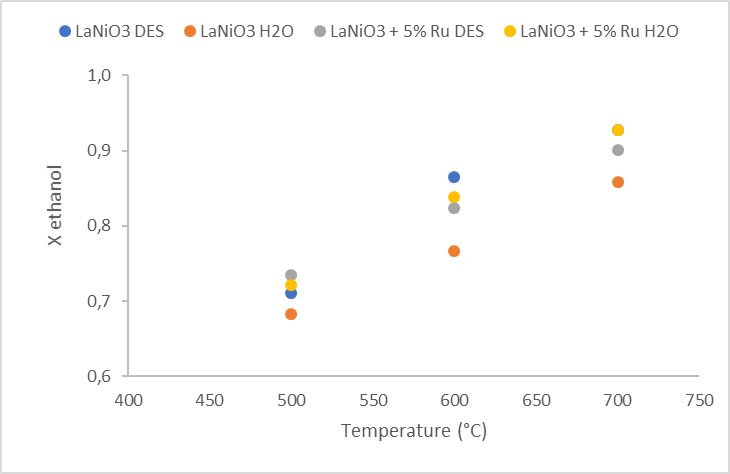 LaNiO3 DES LaNiO3 H2O LaNiO3 + 5% Ru DES LaNiO3 + 5% Ru H2O
1,0
0,9
0,8
0,7
0,6
X ethanol
400 450 500 550 600 650 700 750
Temperature (°C)